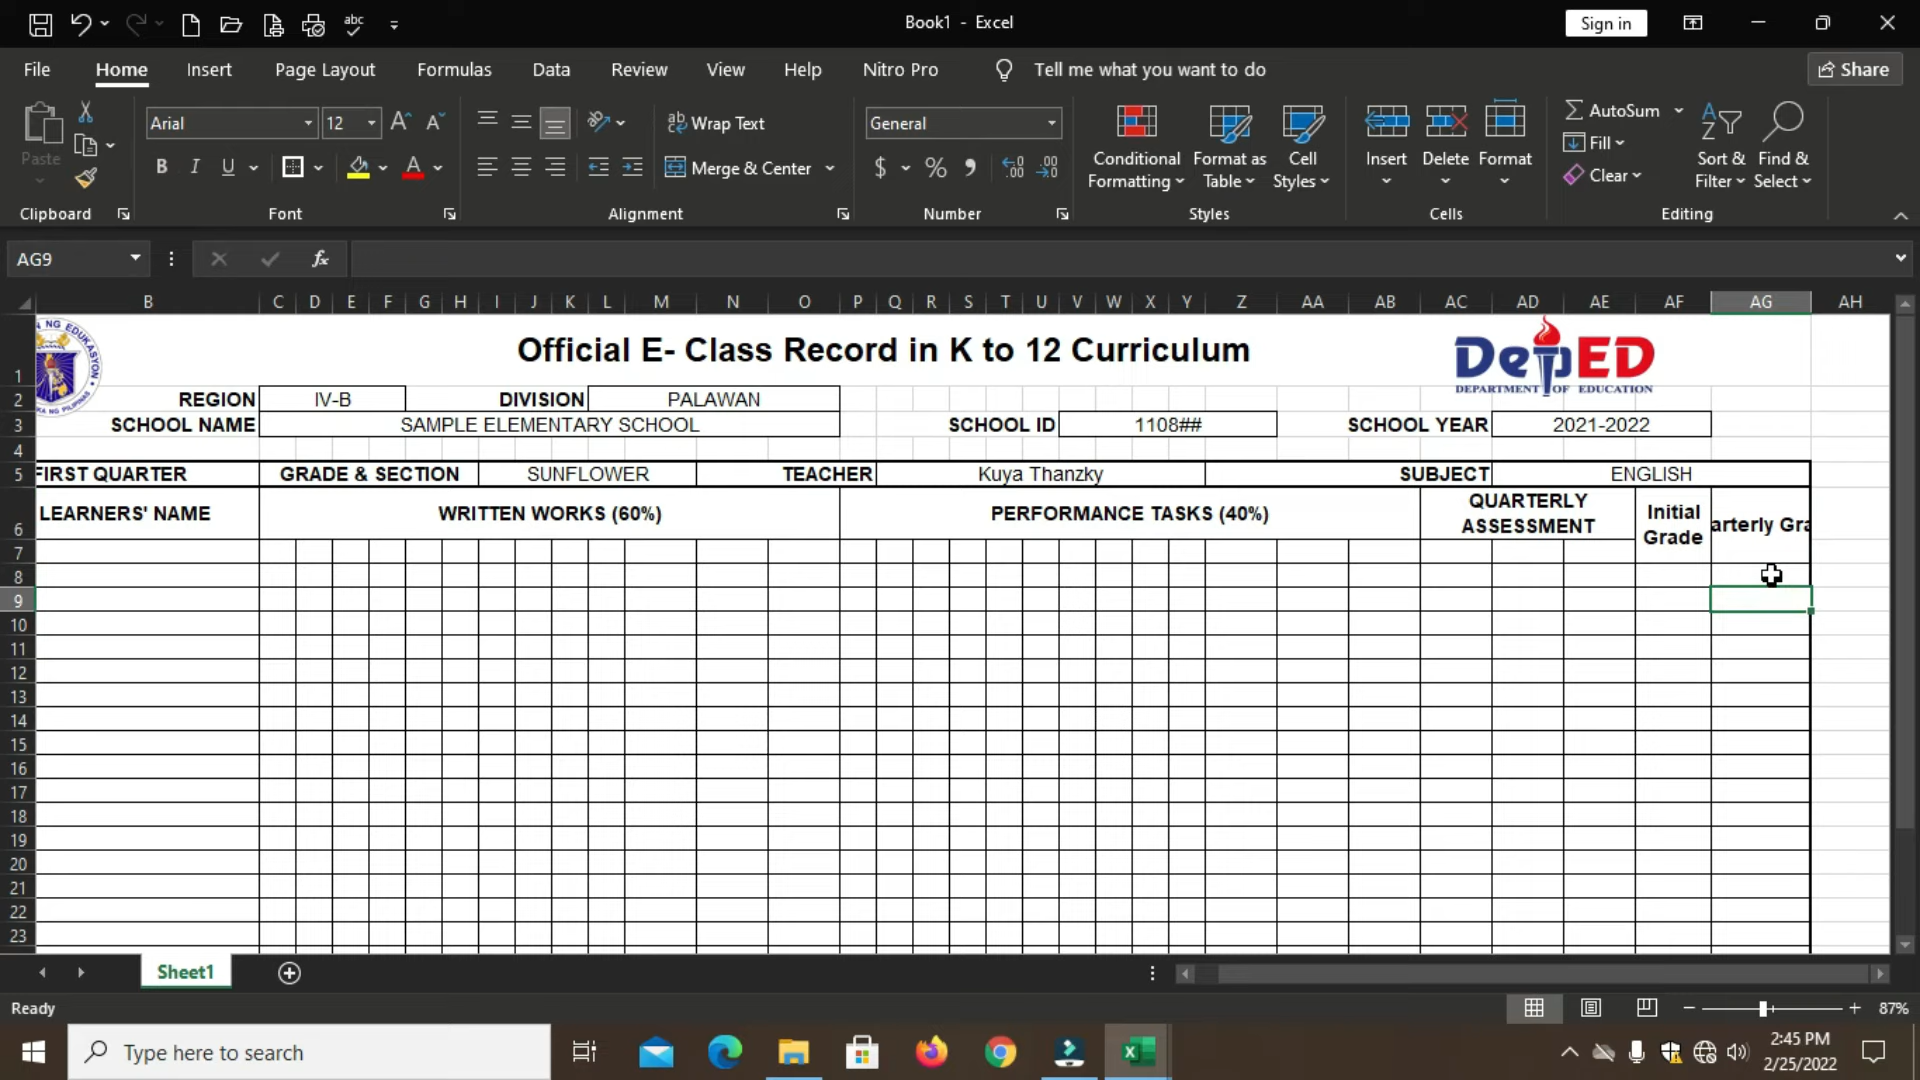 abc
Book1 - Excel
Sign in
File Home Insert Page Layout Formulas Data Review View Help Nitro Pro Tell me what you want to do Share
Paste
Arial 12
Wrap Text
General
Conditional Formatting
Format as Table
Cell Styles
Insert
Delete
Format
AutoSum
Fill
Clear
Sort & Filter
Find & Select
B I U A
Merge & Center
$ % ,
Clipboard Font Alignment Number Styles Cells Editing
AG9
fx
B C D E F G H I J K L M N O P Q R S T U V W X Y Z AA AB AC AD AE AF AG AH
Official E- Class Record in K to 12 Curriculum
DepED
DEPARTMENT OF EDUCATION
1
2 REGION IV-B DIVISION PALAWAN
3 SCHOOL NAME SAMPLE ELEMENTARY SCHOOL SCHOOL ID 1108## SCHOOL YEAR 2021-2022
4
5 FIRST QUARTER GRADE & SECTION SUNFLOWER TEACHER Kuya Thanzky SUBJECT ENGLISH
6 LEARNERS' NAME WRITTEN WORKS (60%) PERFORMANCE TASKS (40%) QUARTERLY ASSESSMENT Initial Grade arterly Gra
7
8
9
10
11
12
13
14
15
16
17
18
19
20
21
22
23
Sheet1
Ready
87%
Type here to search
2:45 PM
2/25/2022